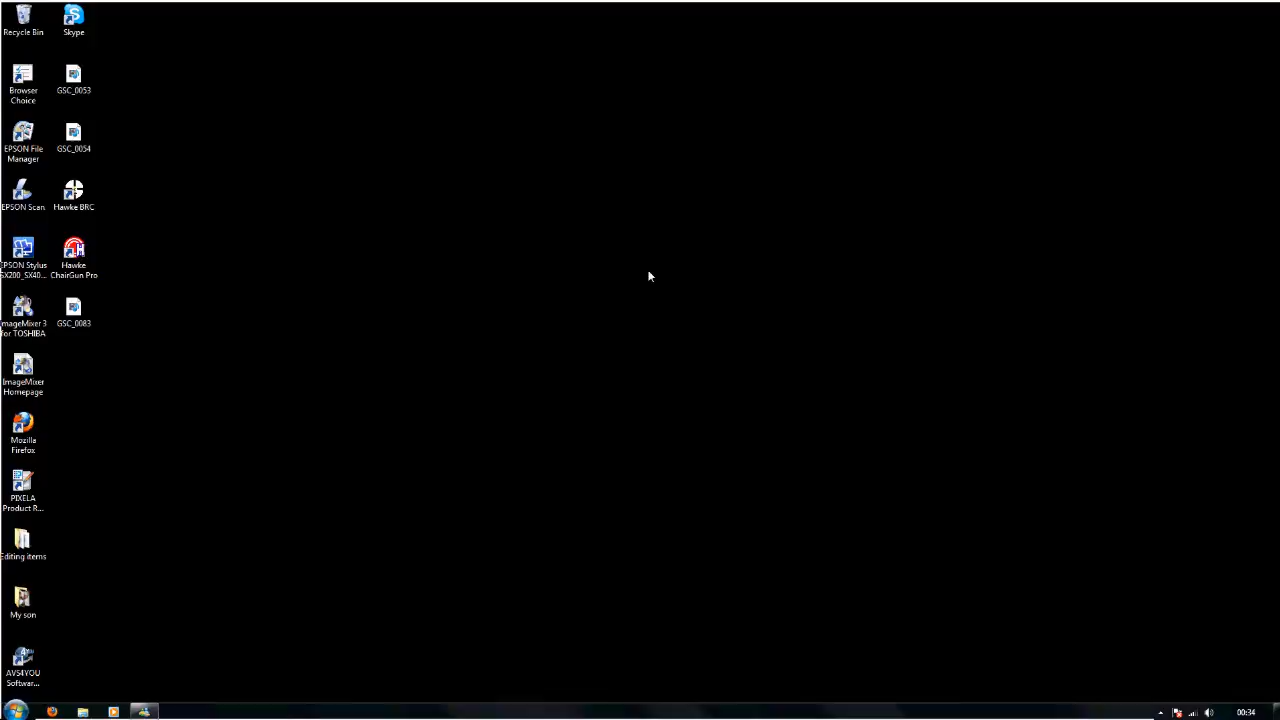 Recycle Bin
Skype
Browser
Choice
GSC_0053
EPSON File
Manager
GSC_0054
EPSON Scan
Hawke BRC
EPSON Stylus
SX200_SX40...
Hawke
ChairGun Pro
ImageMixer 3
for TOSHIBA
GSC_0083
ImageMixer
Homepage
Mozilla
Firefox
PIXELA
Product R...
Editing items
My son
AVS4YOU
Softwar...
00:34